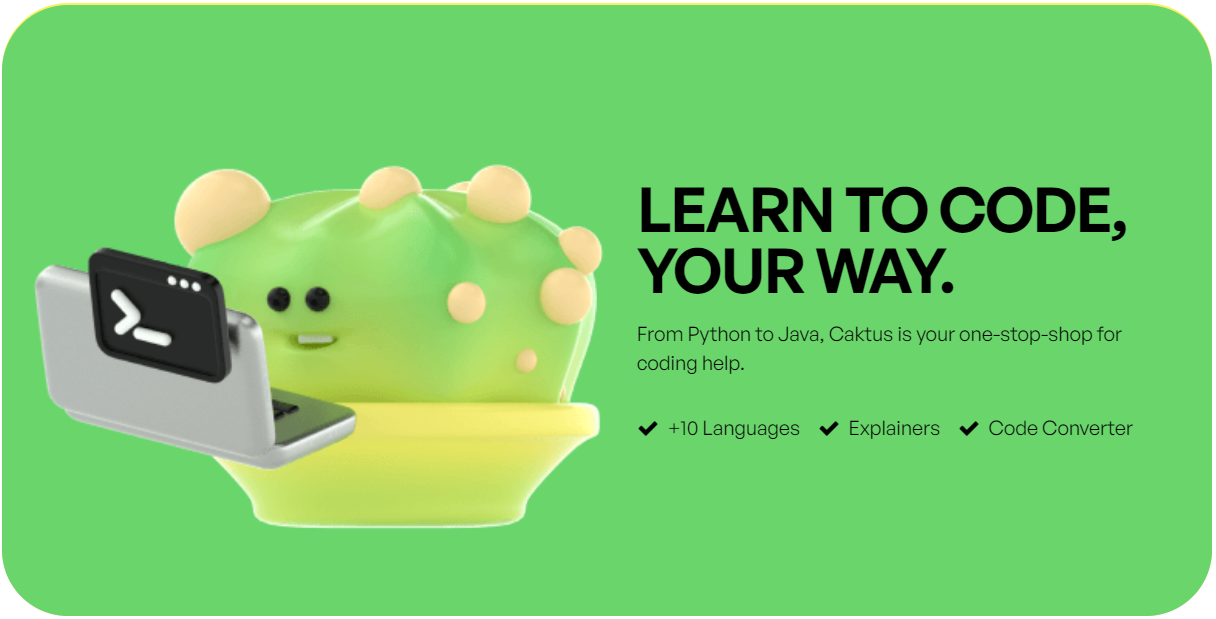 LEARN TO CODE,
YOUR WAY.
From Python to Java, Caktus is your one-stop-shop for
coding help.
+10 Languages Explainers Code Converter